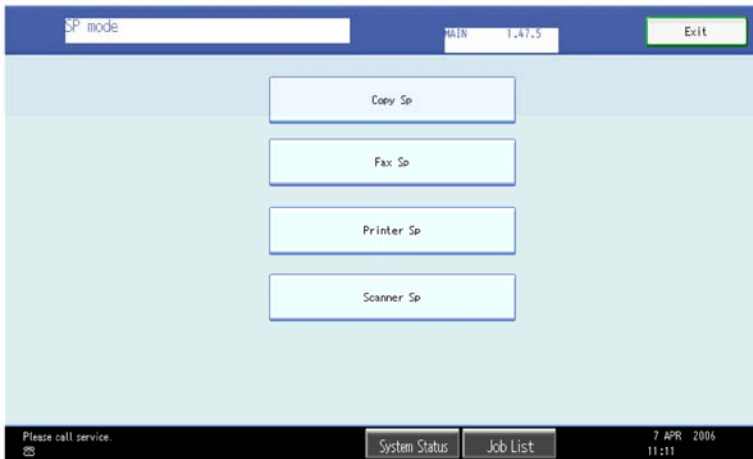 SP mode
MAIN 1.47.5
Exit
Copy Sp
Fax Sp
Printer Sp
Scanner Sp
Please call service.
System Status
Job List
7 APR 2006
11:11